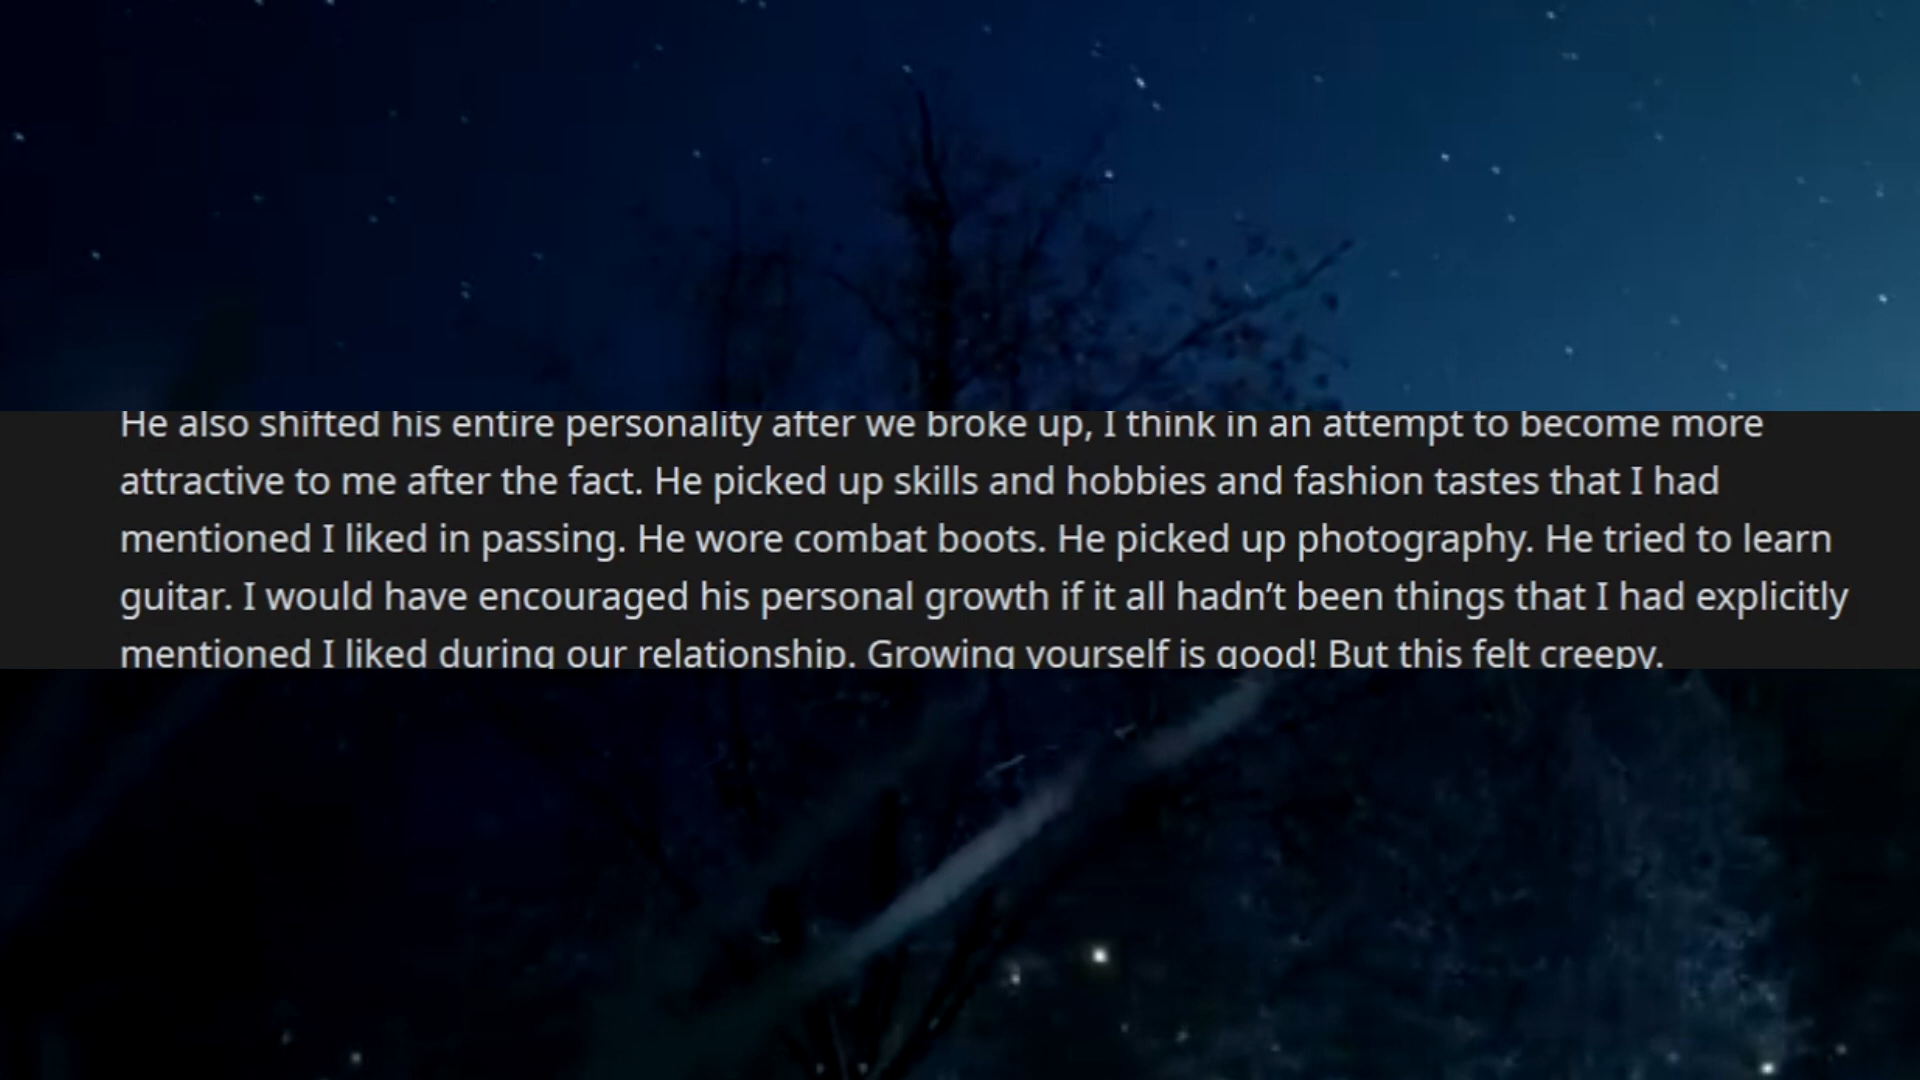 He also shifted his entire personality after we broke up, I think in an attempt to become more
attractive to me after the fact. He picked up skills and hobbies and fashion tastes that I had
mentioned I liked in passing. He wore combat boots. He picked up photography. He tried to learn
guitar. I would have encouraged his personal growth if it all hadn’t been things that I had explicitly
mentioned I liked during our relationship. Growing yourself is good! But this felt creepy.